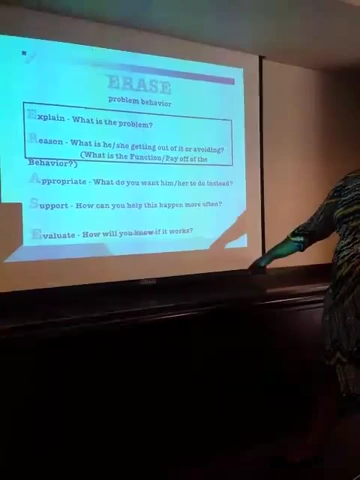 ERASE
problem behavior
Explain - What is the problem?
Reason - What is he/she getting out of it or avoiding?
(What is the Function/Pay off of the
Behavior?)
Appropriate - What do you want him/her to do instead?
Support - How can you help this happen more often?
Evaluate - How will you know if it works?